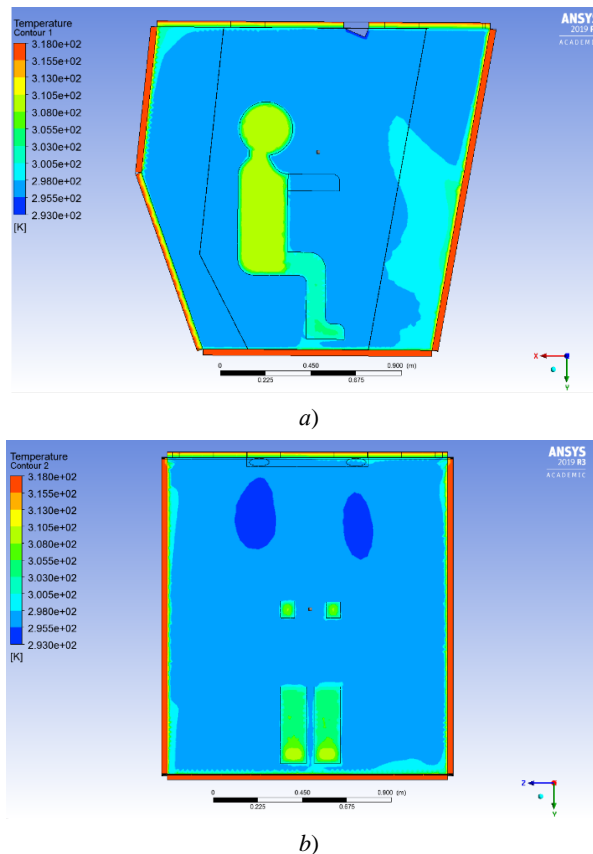 Temperature
Contour 1
3.180e+02
3.155e+02
3.130e+02
3.105e+02
3.080e+02
3.055e+02
3.030e+02
3.005e+02
2.980e+02
2.955e+02
2.930e+02
[K]
ANSYS
2019 R
ACADEMIC
0 0.450 0.900 (m)
0.225 0.675
X
Y
a)
Temperature
Contour 2
3.180e+02
3.155e+02
3.130e+02
3.105e+02
3.080e+02
3.055e+02
3.030e+02
3.005e+02
2.980e+02
2.955e+02
2.930e+02
[K]
ANSYS
2019 R3
ACADEMIC
0 0.450 0.900 (m)
0.225 0.675
Z
Y
b)